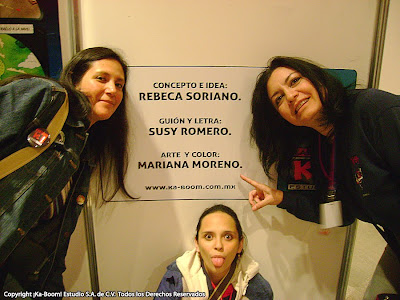 CONCEPTO E IDEA:
REBECA SORIANO.
GUIÓN Y LETRA:
SUSY ROMERO.
ARTE Y COLOR:
MARIANA MORENO.
WWW.KA-BOOM.COM.MX
Copyright ¡Ka-Boom! Estudio S.A. de C.V. Todos los Derechos Reservados